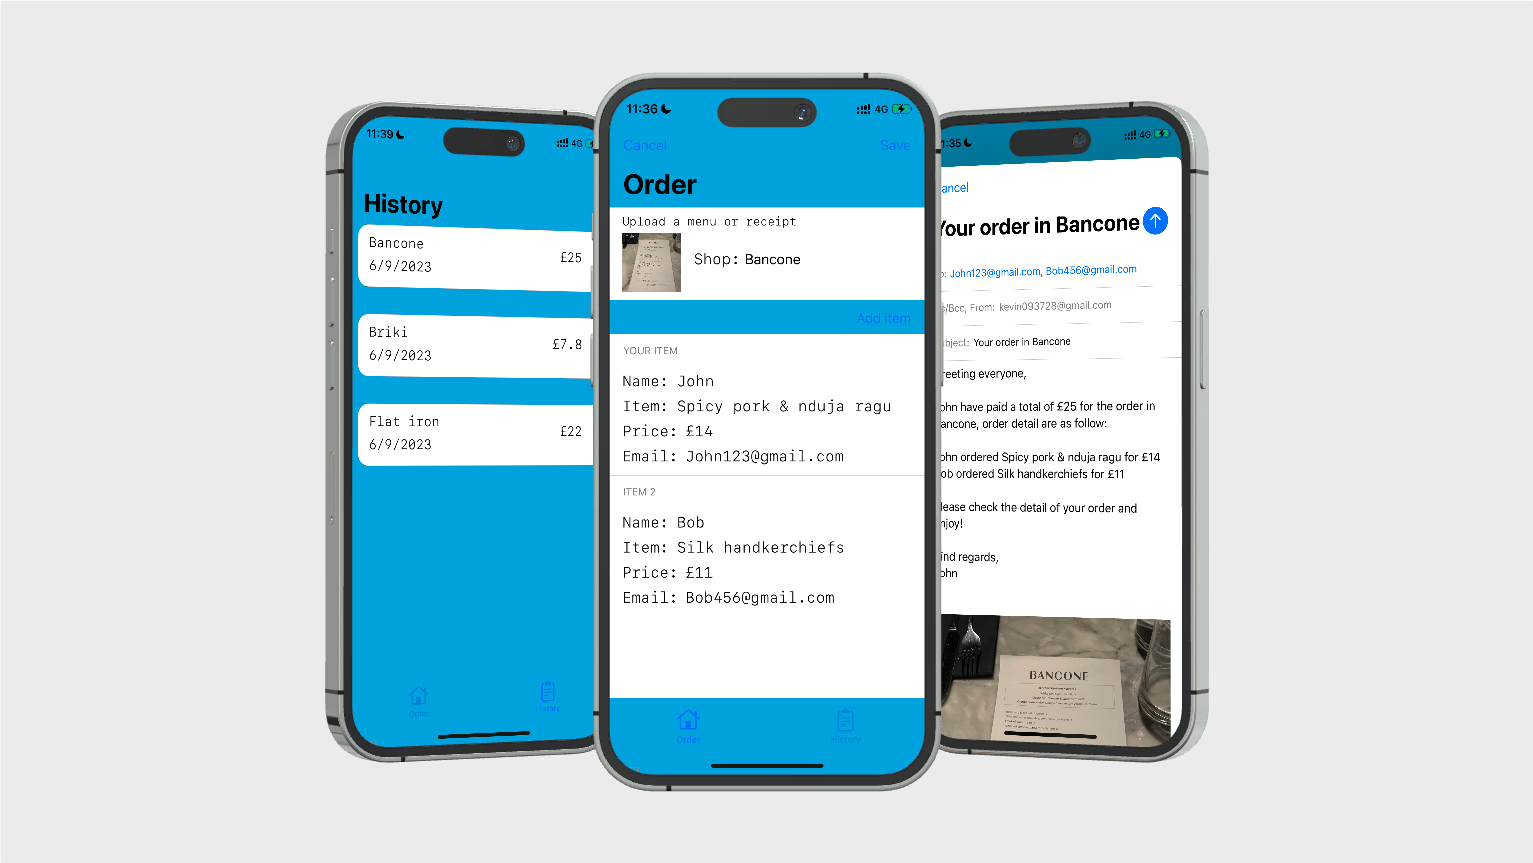 11:39
4G
History
Bancone
6/9/2023
£25
Briki
6/9/2023
£7.8
Flat iron
6/9/2023
£22
Order
History
11:36
4G
Cancel
Save
Order
Upload a menu or receipt
Shop: Bancone
Add item
YOUR ITEM
Name: John
Item: Spicy pork & nduja ragu
Price: £14
Email: John123@gmail.com
ITEM 2
Name: Bob
Item: Silk handkerchiefs
Price: £11
Email: Bob456@gmail.com
Order
History
1:35
4G
ancel
Your order in Bancone
o: John123@gmail.com, Bob456@gmail.com
c/Bcc, From: kevin093728@gmail.com
bject: Your order in Bancone
reeting everyone,
ohn have paid a total of £25 for the order in
ancone, order detail are as follow:
ohn ordered Spicy pork & nduja ragu for £14
ob ordered Silk handkerchiefs for £11
lease check the detail of your order and
njoy!
ind regards,
ohn
BANCONE